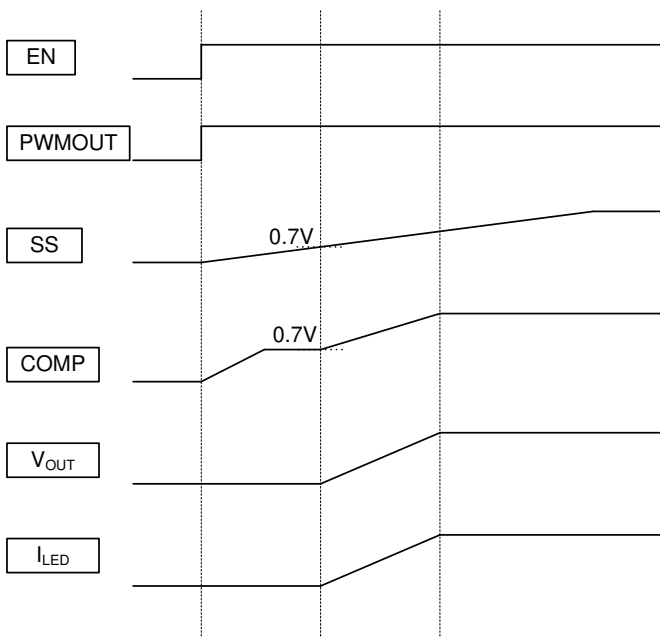 EN
PWMOUT
SS
0.7V
COMP
0.7V
VOUT
ILED